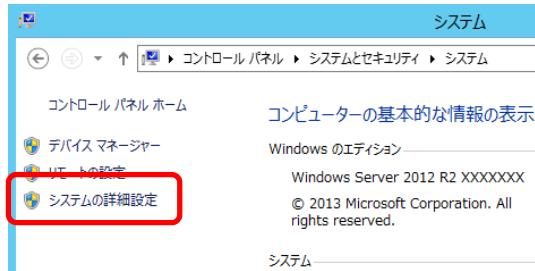 システム
コントロール パネル ▸ システムとセキュリティ ▸ システム
コントロール パネル ホーム
デバイス マネージャー
リモートの設定
システムの詳細設定
コンピューターの基本的な情報の表示
Windows のエディション
Windows Server 2012 R2 XXXXXXX
© 2013 Microsoft Corporation. All
rights reserved.
システム